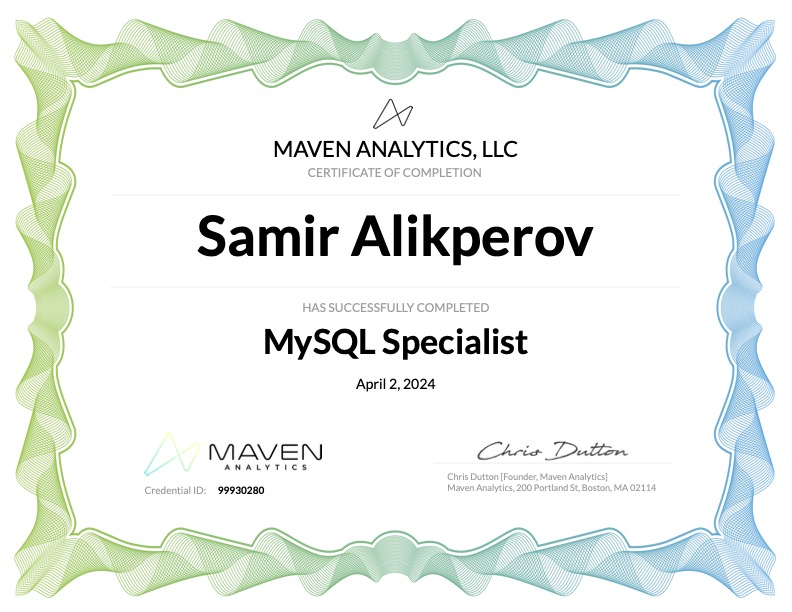 MAVEN ANALYTICS, LLC
CERTIFICATE OF COMPLETION
Samir Alikperov
HAS SUCCESSFULLY COMPLETED
MySQL Specialist
April 2, 2024
MAVEN
ANALYTICS
Credential ID: 99930280
Chris Dutton
Chris Dutton [Founder, Maven Analytics]
Maven Analytics, 200 Portland St, Boston, MA 02114